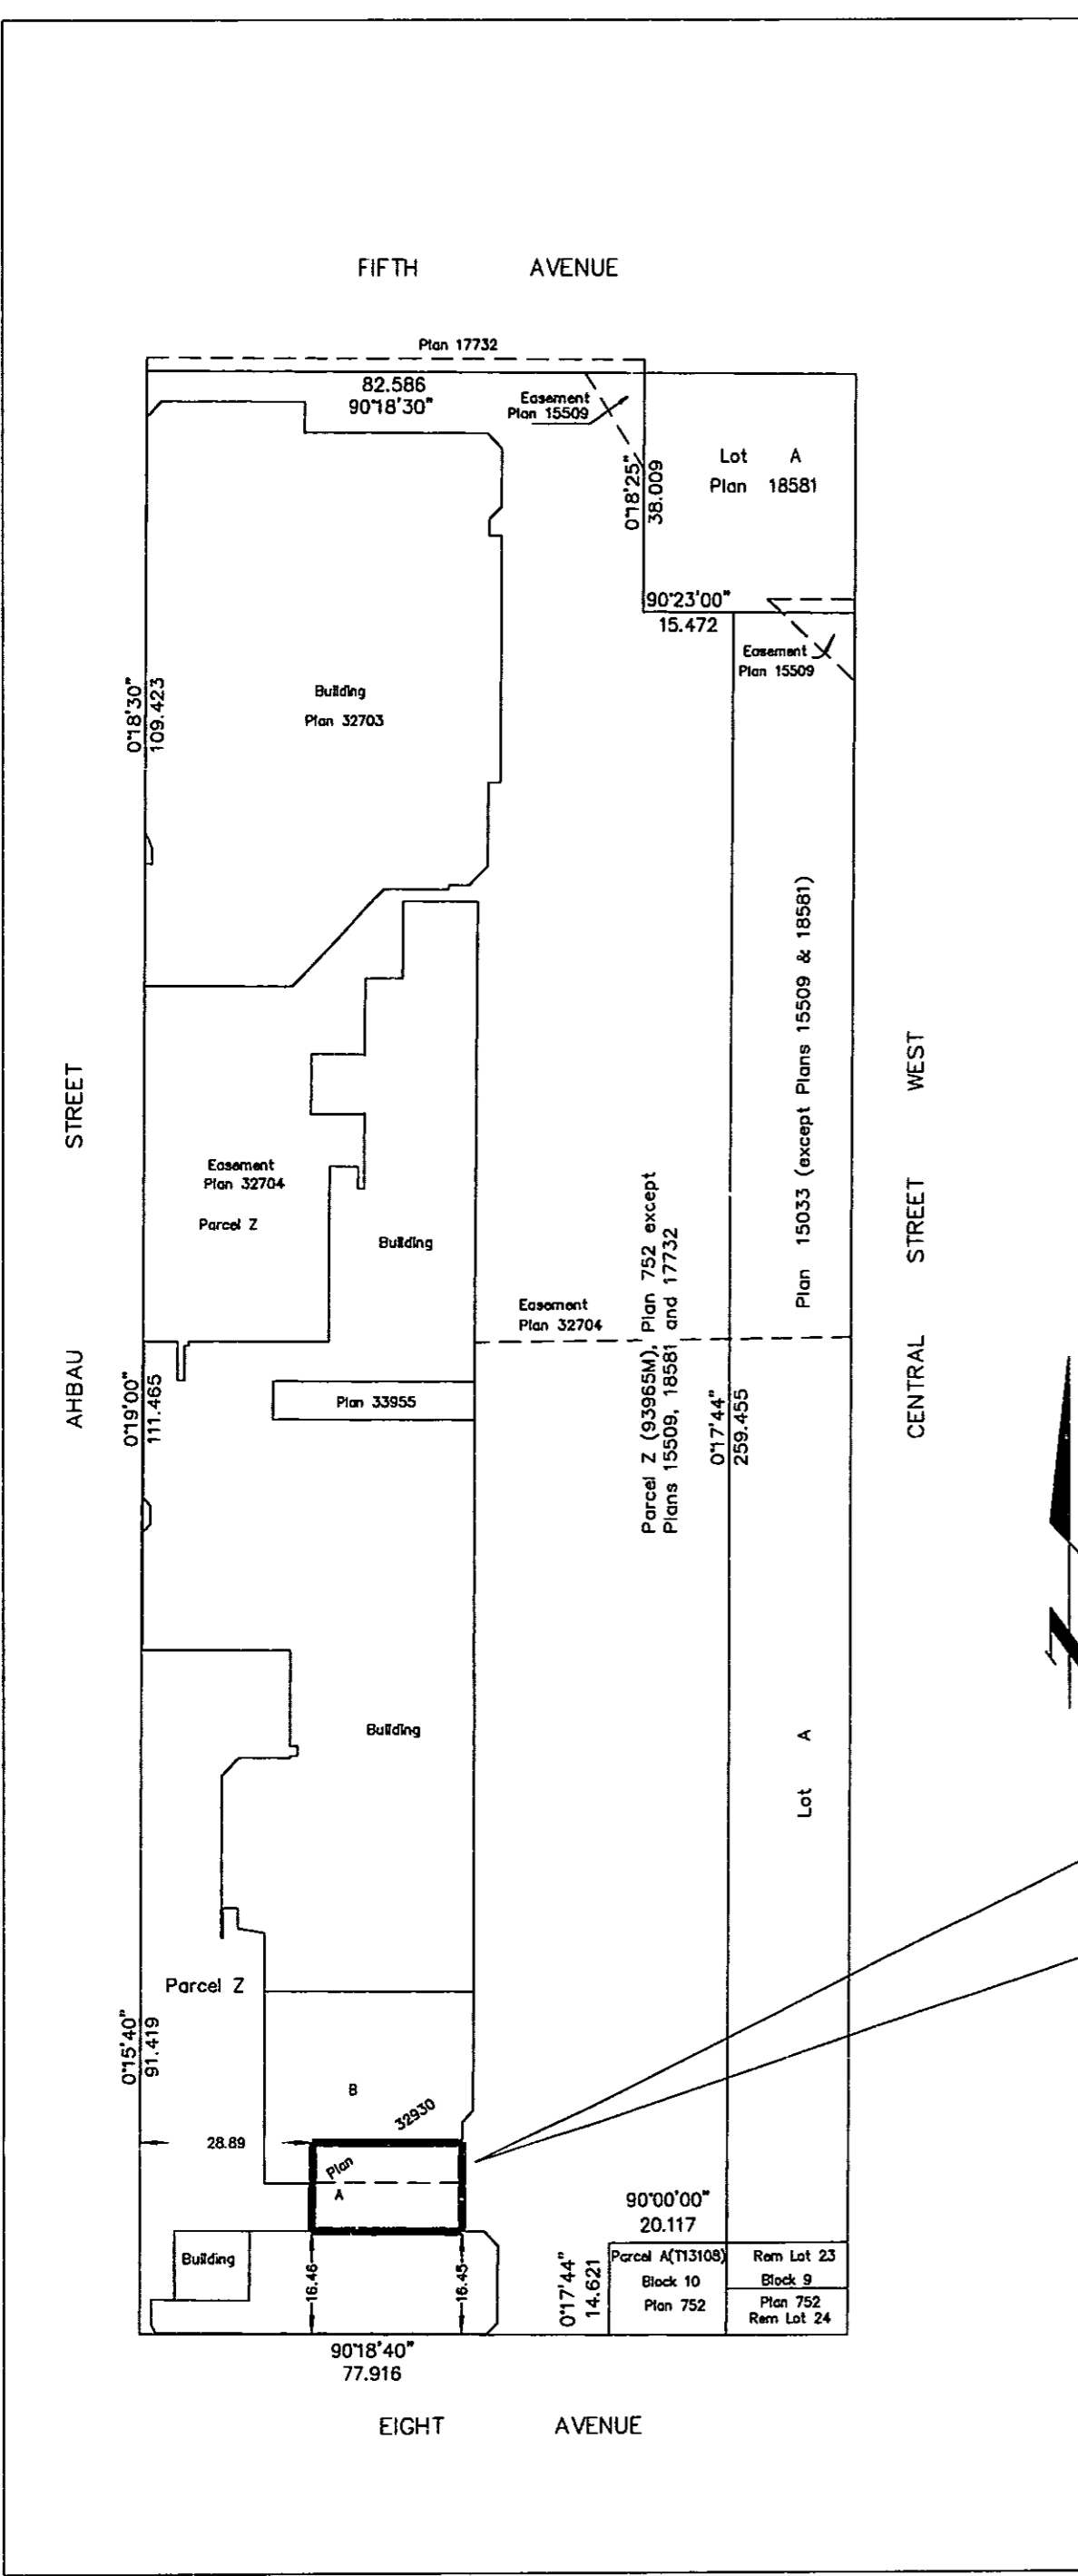 FIFTH AVENUE
Plan 17732
82.586
90°18'30"
Easement
Plan 15509
Lot A
Plan 18581
0°18'25"
38.009
90°23'00"
15.472
Easement
Plan 15509
Building
Plan 32703
0°18'30"
109.423
Plan 15033 (except Plans 15509 & 18581)
AHBAU STREET
CENTRAL STREET WEST
Easement
Plan 32704
Parcel Z
Building
Parcel Z (93965M), Plan 752 except
Plans 15509, 18581 and 17732
Easement
Plan 32704
0°19'00"
111.465
Plan 33955
0°17'44"
259.455
N
Building
Lot A
Parcel Z
0°15'40"
91.419
B
32930
28.89
Plan
A
90°00'00"
20.117
Building
16.46
16.45
0°17'44"
14.621
Parcel A(T13108)
Block 10
Plan 752
Rem Lot 23
Block 9
Plan 752
Rem Lot 24
90°18'40"
77.916
EIGHT AVENUE